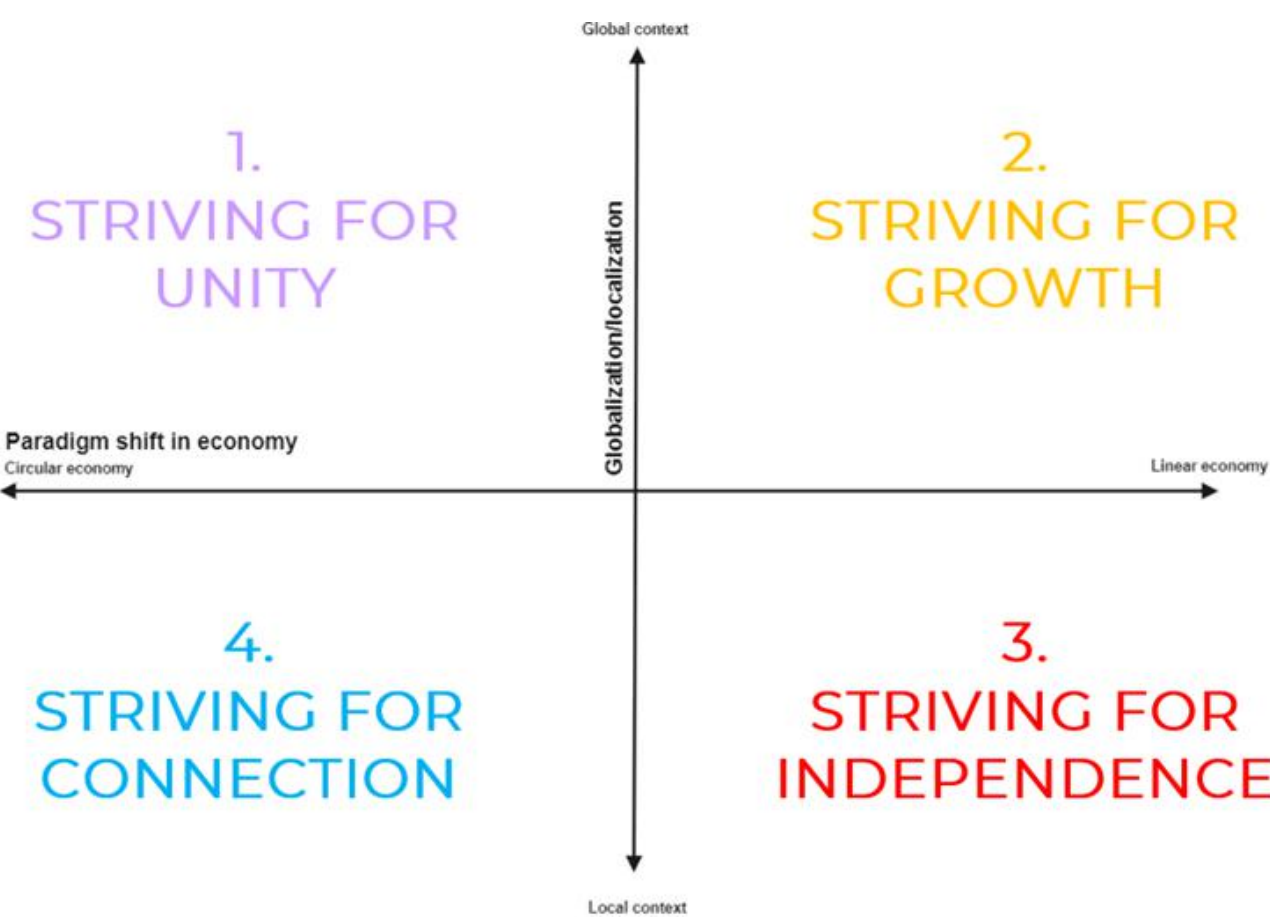 Global context
1.
STRIVING FOR
UNITY
2.
STRIVING FOR
GROWTH
Globalization/localization
Paradigm shift in economy
Circular economy
Linear economy
4.
STRIVING FOR
CONNECTION
3.
STRIVING FOR
INDEPENDENCE
Local context